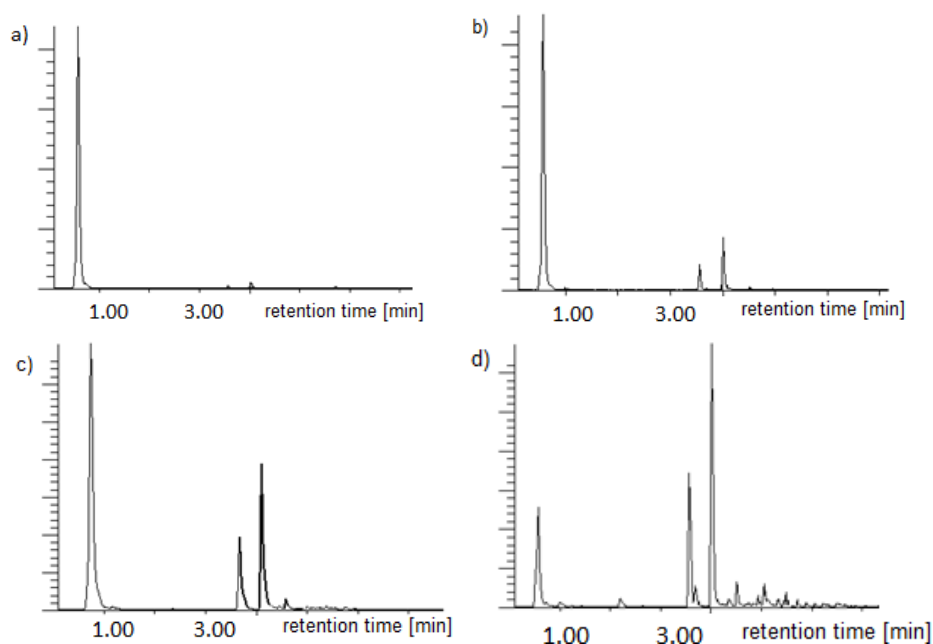 a)
1.00 3.00 retention time [min]
b)
1.00 3.00 retention time [min]
c)
1.00 3.00 retention time [min]
d)
1.00 3.00 retention time [min]